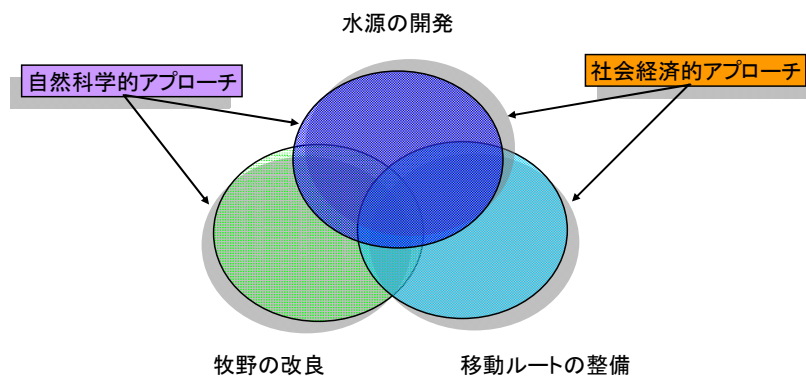 水源の開発
自然科学的アプローチ
社会経済的アプローチ
牧野の改良
移動ルートの整備